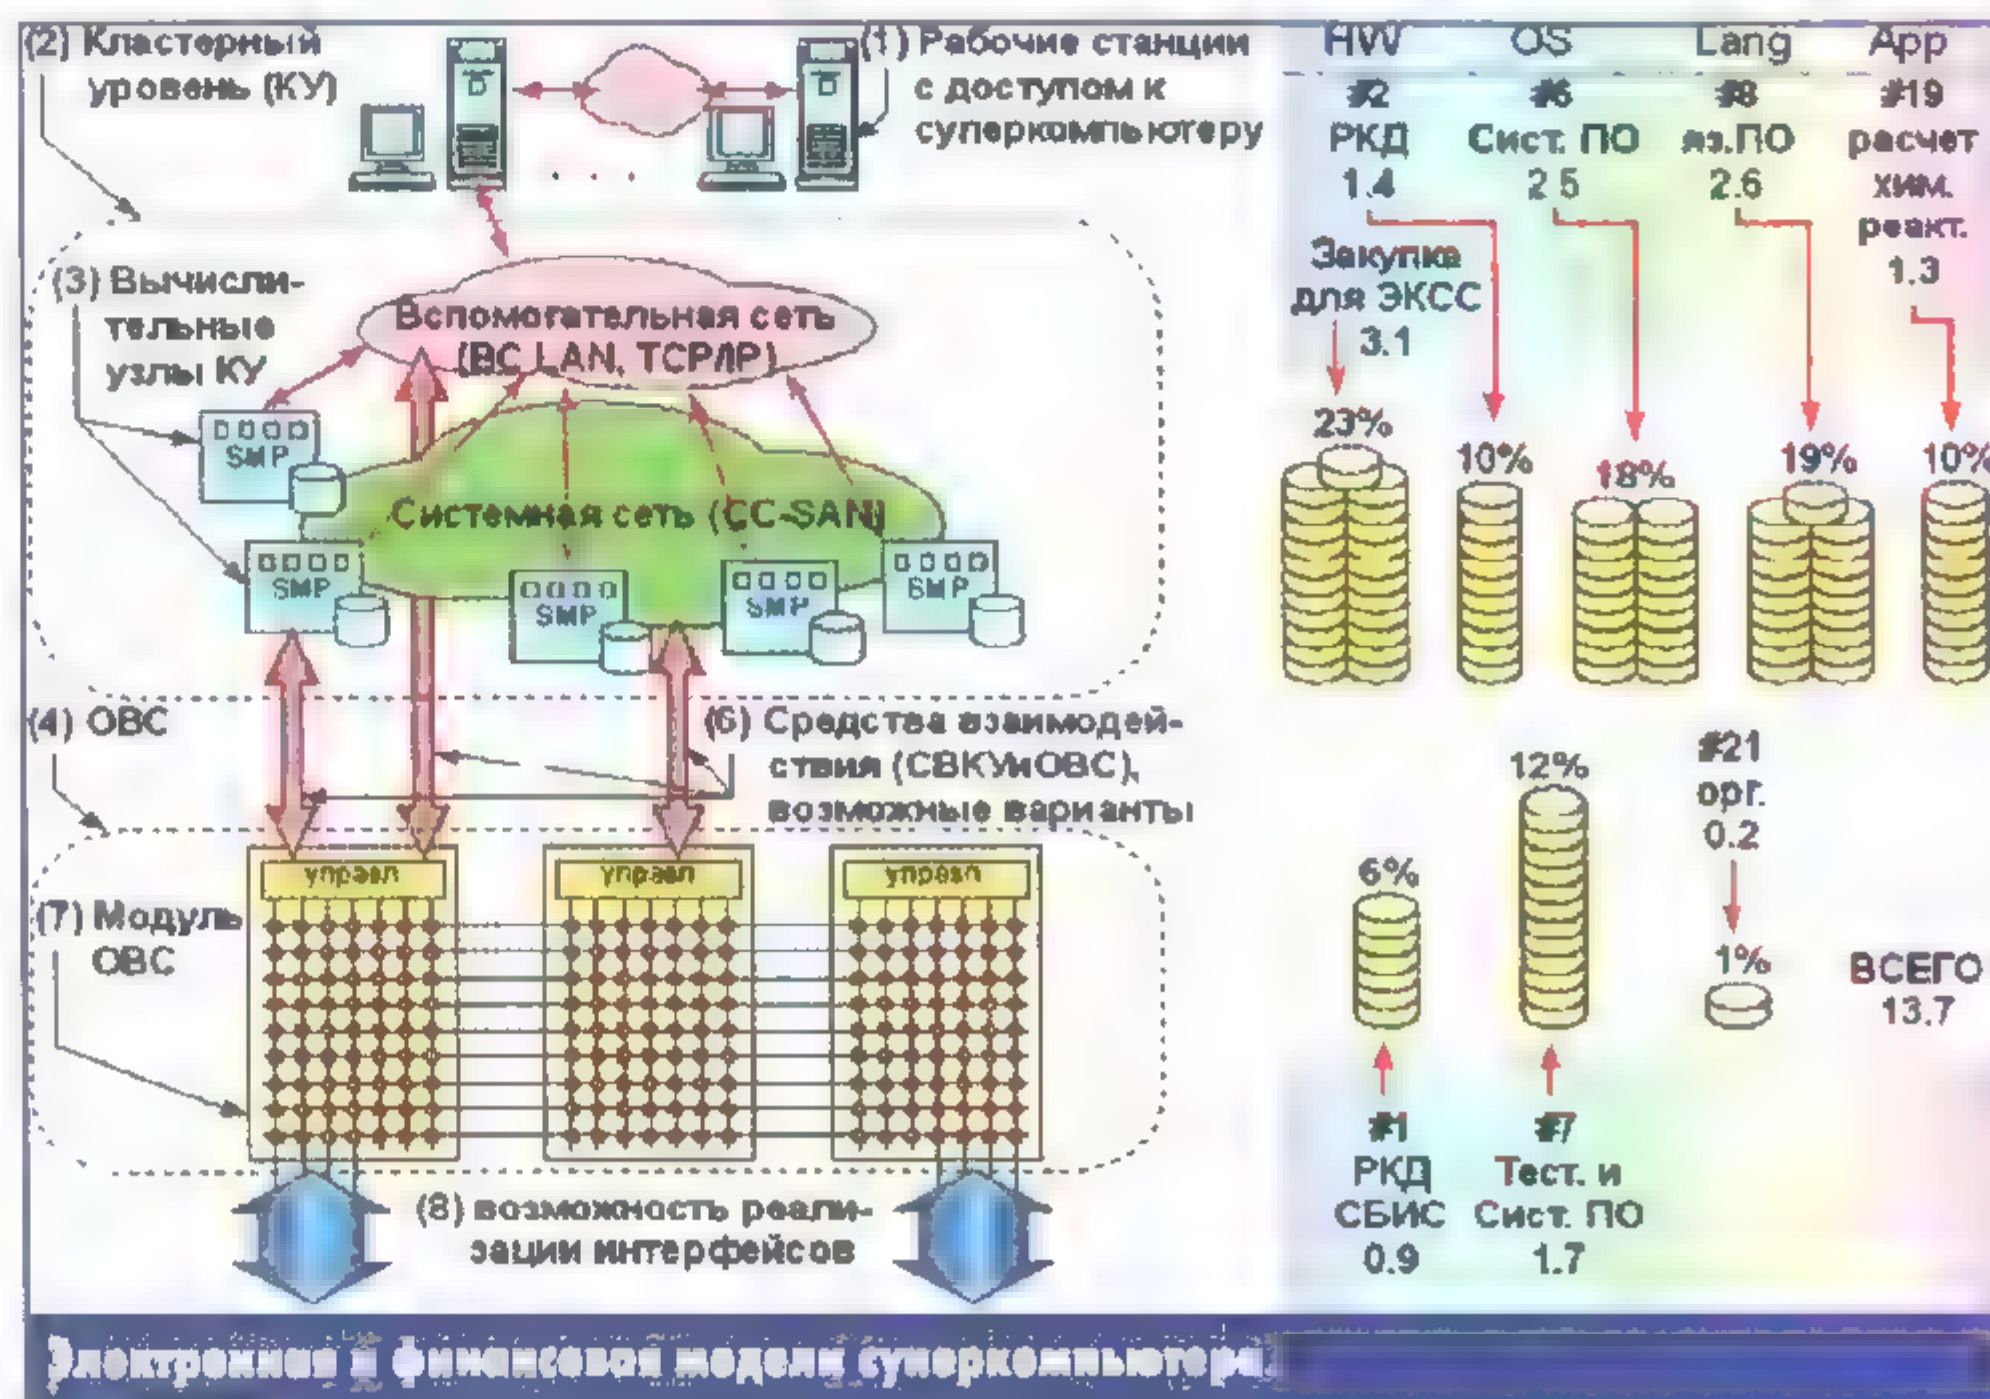 (2) Кластерный
уровень (КУ)
(1) Рабочие станции
с доступом к
суперкомпьютеру
(3) Вычисли-
тельные
узлы КУ
Вспомогательная сеть
(ВС LAN, TCP/IP)
SMP
Системная сеть (СС-SAN)
SMP
SMP
SMP
SMP
(4) ОВС
(6) Средства взаимодей-
ствия (СВКУиОВС),
возможные варианты
управл
управл
управл
(7) Модуль
ОВС
(8) возможность реали-
зации интерфейсов
HW OS Lang App
#2 #6 #8 #19
РКД Сист. ПО яз.ПО расчет
1.4 2 5 2.6 хим.
реакт.
1.3
Закупка
для ЭКСС
3.1
23% 10% 18% 19% 10%
6% 12%
#21
орг.
0.2
1%
ВСЕГО
13.7
#1 #7
РКД Тест. и
СБИС Сист. ПО
0.9 1.7
Электронная и финансовая модели суперкомпьютера